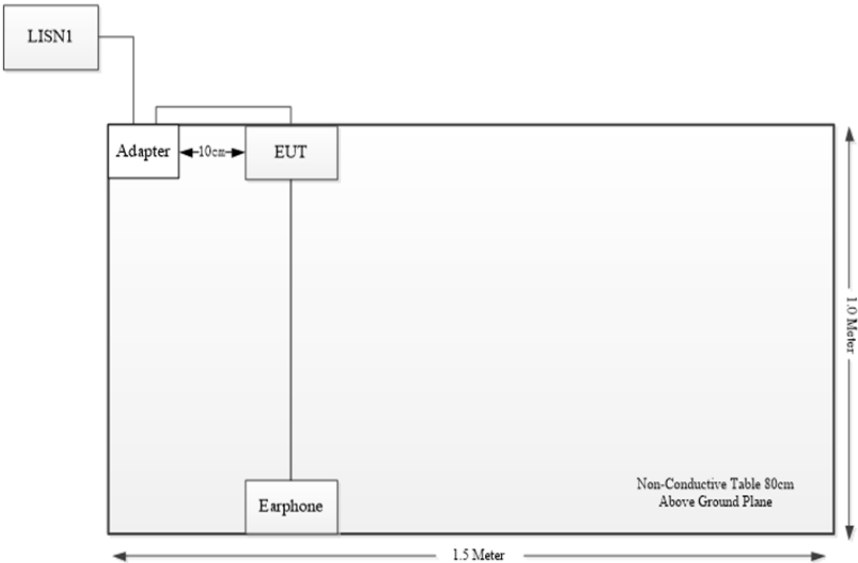 LISN1
Adapter
10cm
EUT
1.0 Meter
Earphone
Non-Conductive Table 80cm
Above Ground Plane
1.5 Meter